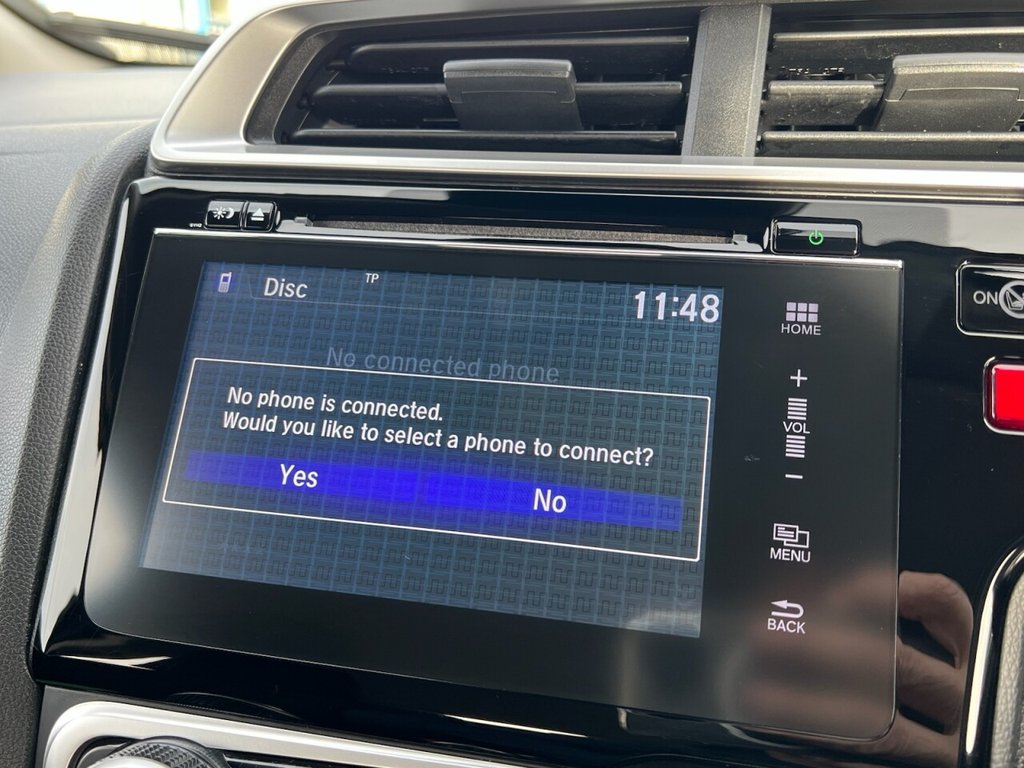 Disc
TP
11:48
No connected phone
No phone is connected.
Would you like to select a phone to connect?
Yes
No
HOME
+
VOL
−
MENU
BACK
ON